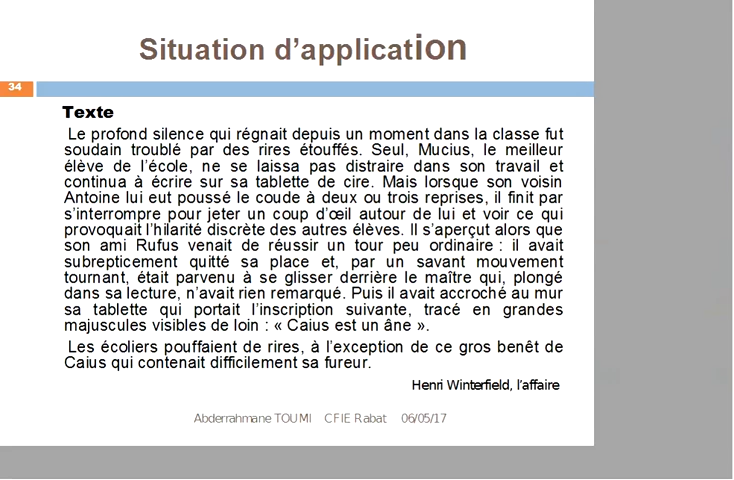 Situation d’application
34
Texte
Le profond silence qui régnait depuis un moment dans la classe fut
soudain troublé par des rires étouffés. Seul, Mucius, le meilleur
élève de l’école, ne se laissa pas distraire dans son travail et
continua à écrire sur sa tablette de cire. Mais lorsque son voisin
Antoine lui eut poussé le coude à deux ou trois reprises, il finit par
s’interrompre pour jeter un coup d’œil autour de lui et voir ce qui
provoquait l’hilarité discrète des autres élèves. Il s’aperçut alors que
son ami Rufus venait de réussir un tour peu ordinaire : il avait
subrepticement quitté sa place et, par un savant mouvement
tournant, était parvenu à se glisser derrière le maître qui, plongé
dans sa lecture, n’avait rien remarqué. Puis il avait accroché au mur
sa tablette qui portait l’inscription suivante, tracé en grandes
majuscules visibles de loin : « Caius est un âne ».
Les écoliers pouffaient de rires, à l’exception de ce gros benêt de
Caius qui contenait difficilement sa fureur.
Henri Winterfield, l’affaire
Abderrahmane TOUMI CFIE Rabat 06/05/17